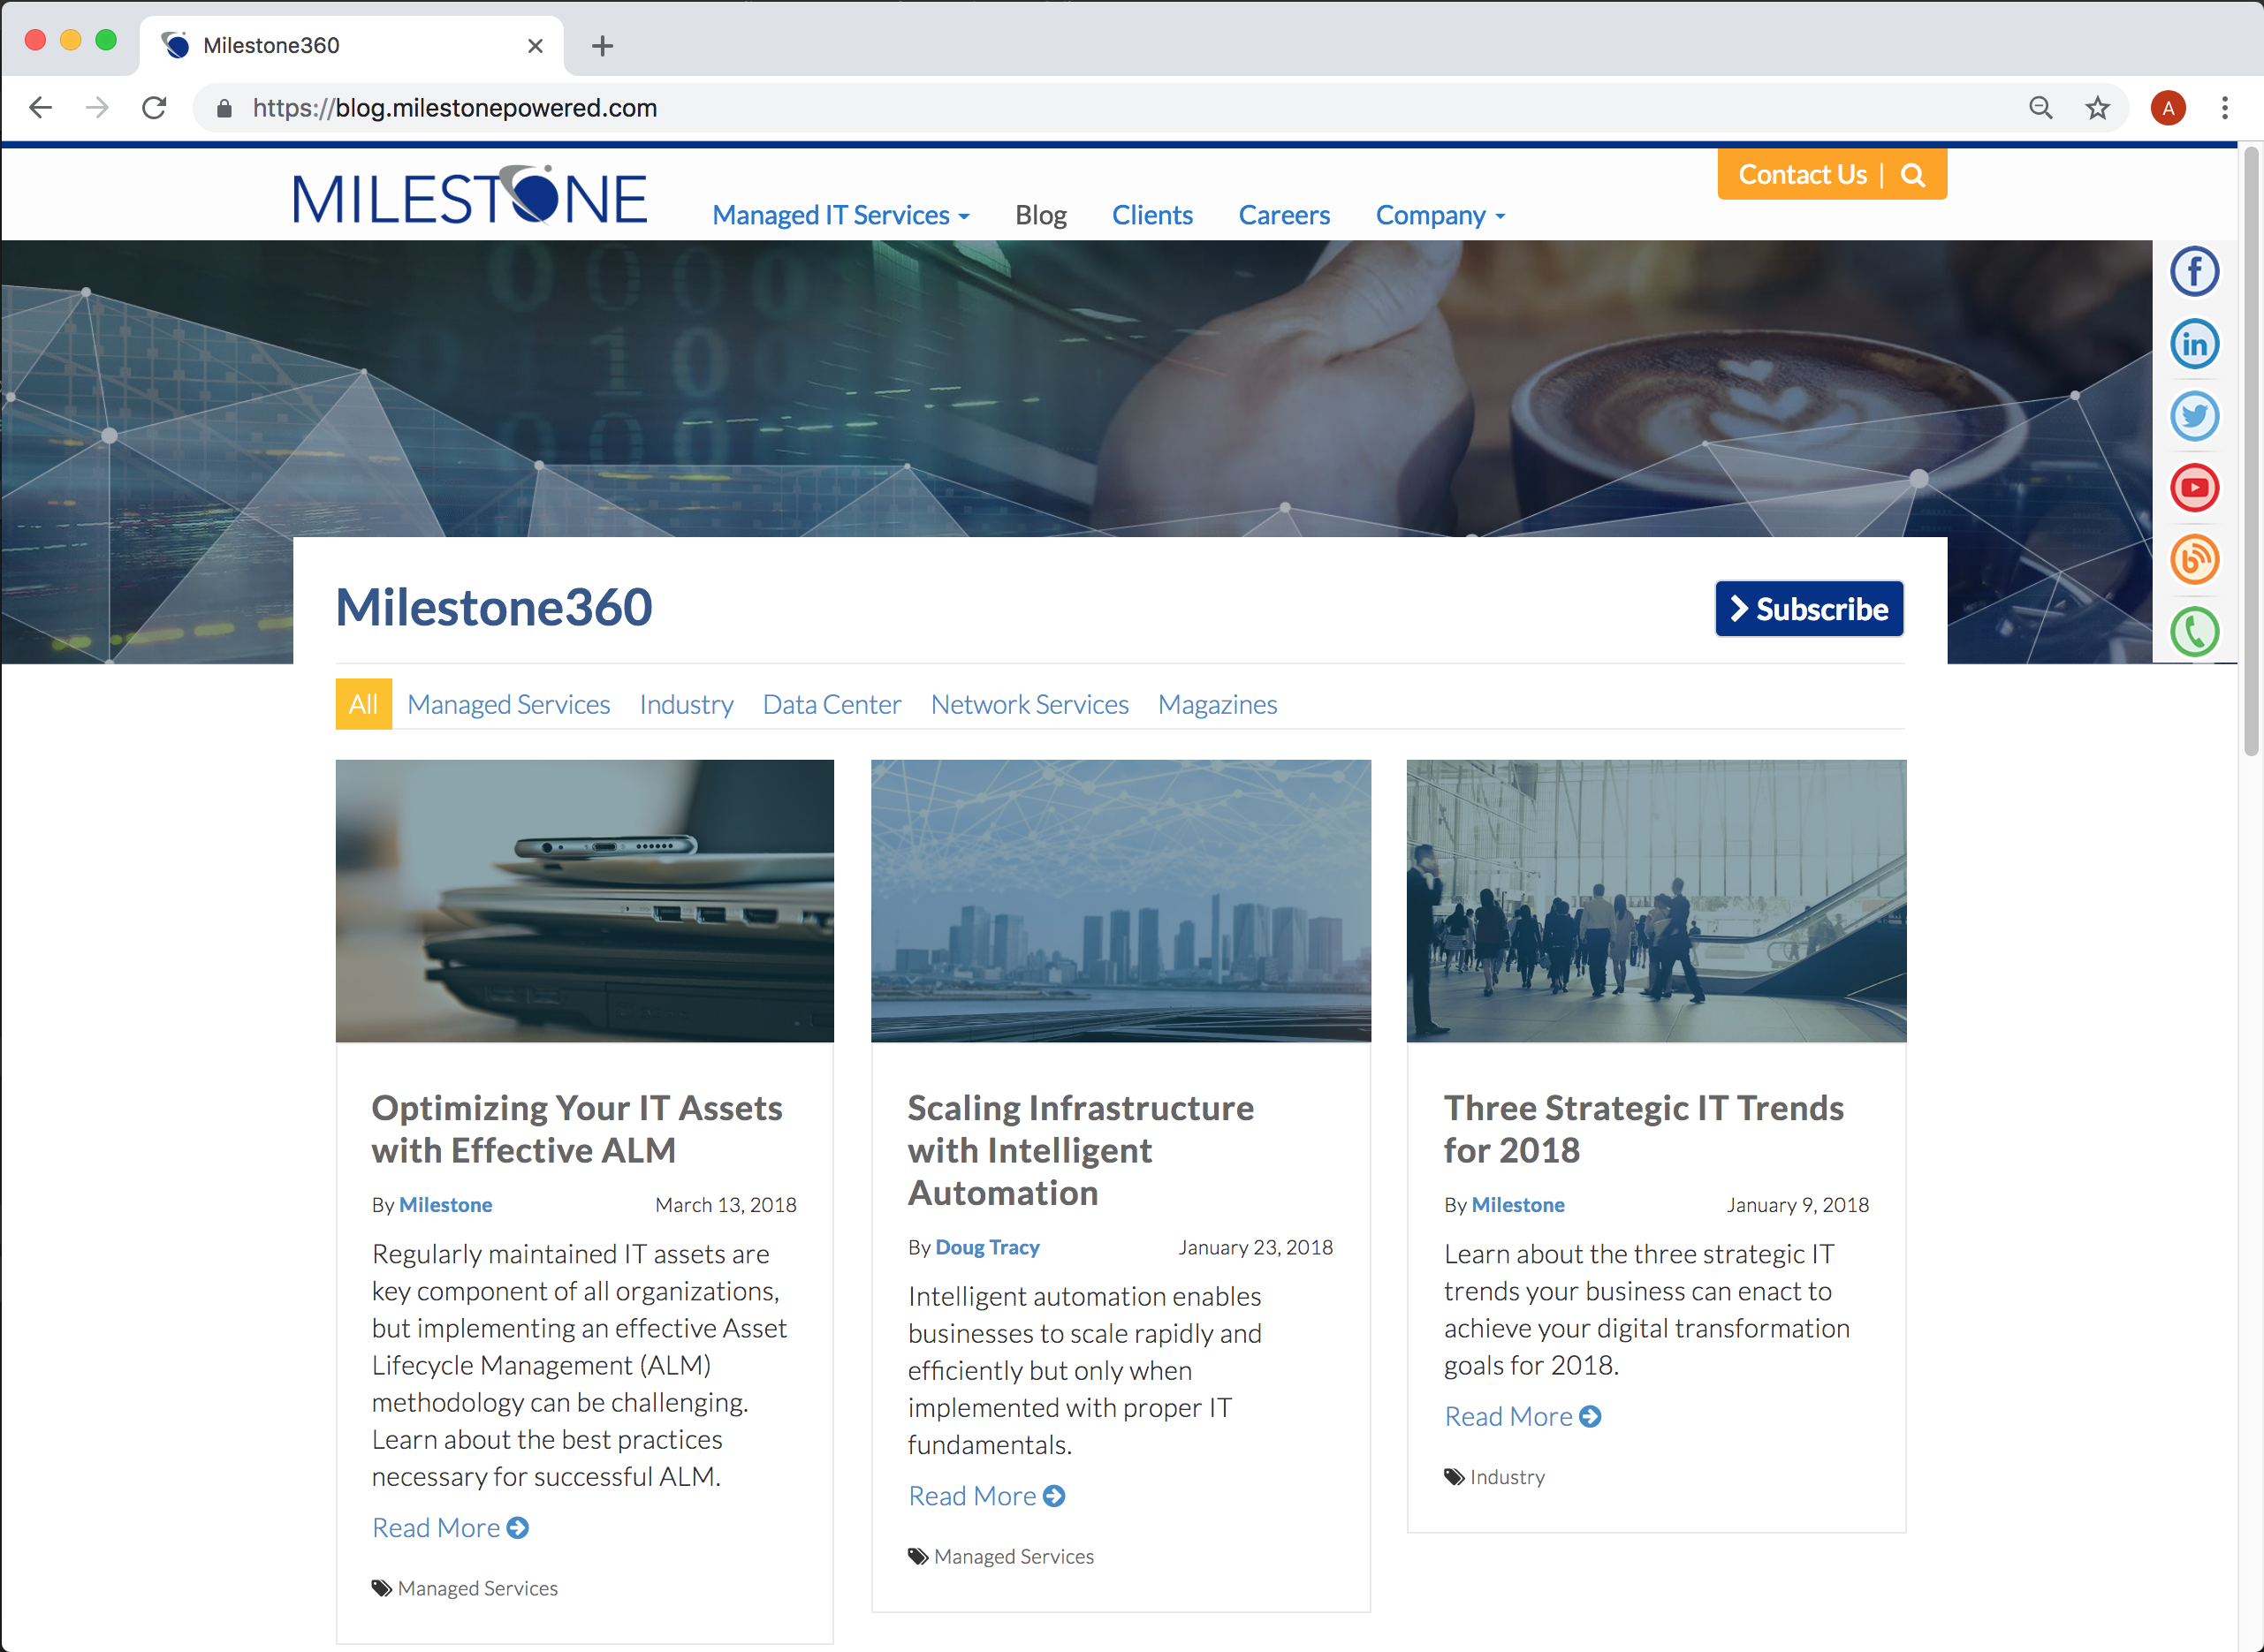 Milestone360
https://blog.milestonepowered.com
A
Contact Us |
MILESTONE
Managed IT Services
Blog
Clients
Careers
Company
Milestone360
Subscribe
All
Managed Services
Industry
Data Center
Network Services
Magazines
Optimizing Your IT Assets
with Effective ALM
By Milestone
March 13, 2018
Regularly maintained IT assets are
key component of all organizations,
but implementing an effective Asset
Lifecycle Management (ALM)
methodology can be challenging.
Learn about the best practices
necessary for successful ALM.
Read More
Managed Services
Scaling Infrastructure
with Intelligent
Automation
By Doug Tracy
January 23, 2018
Intelligent automation enables
businesses to scale rapidly and
efficiently but only when
implemented with proper IT
fundamentals.
Read More
Managed Services
Three Strategic IT Trends
for 2018
By Milestone
January 9, 2018
Learn about the three strategic IT
trends your business can enact to
achieve your digital transformation
goals for 2018.
Read More
Industry